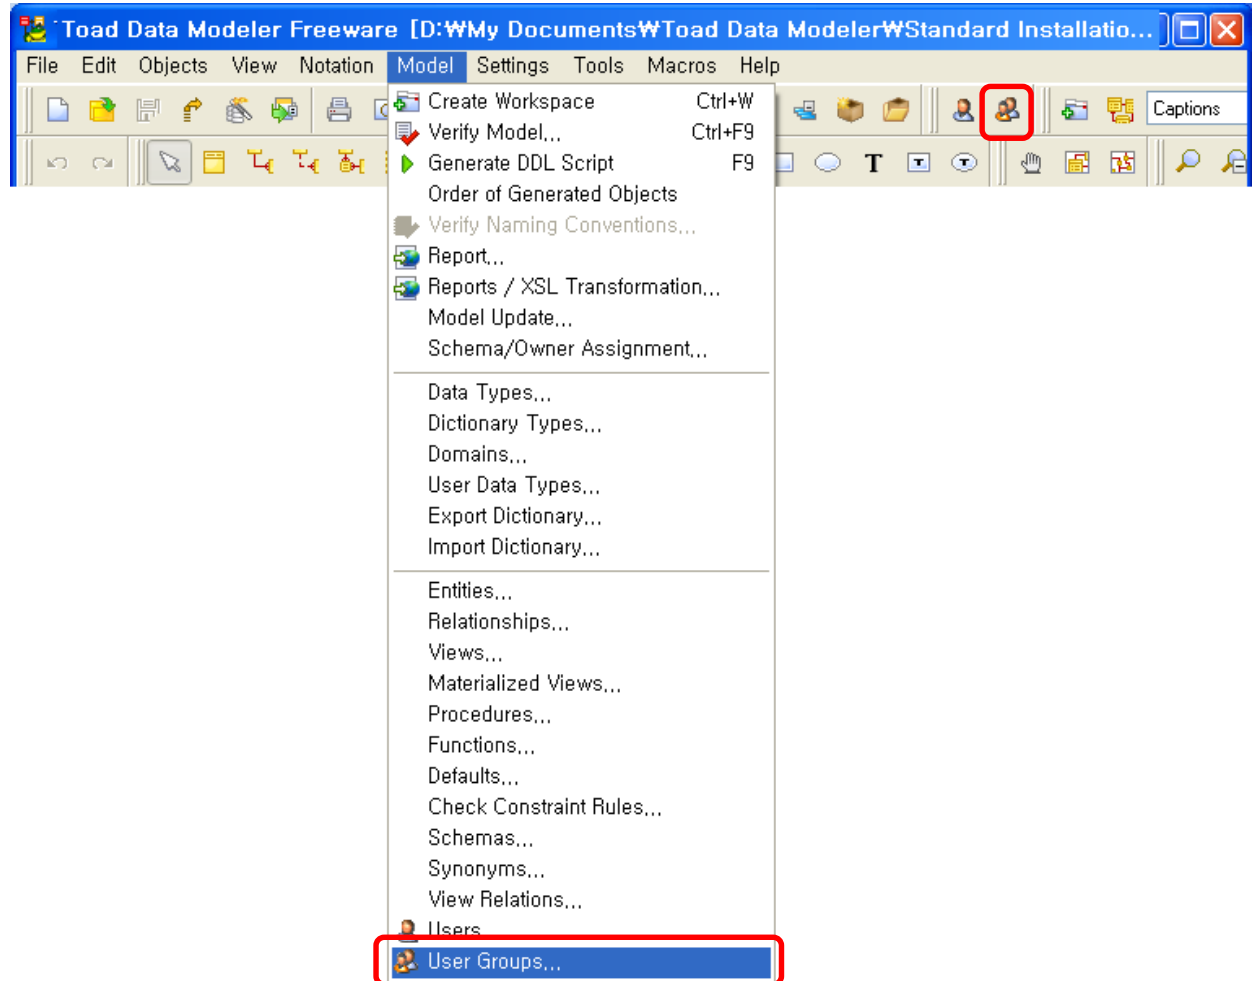 Toad Data Modeler Freeware [D:₩My Documents₩Toad Data Modeler₩Standard Installatio...
File Edit Objects View Notation Model Settings Tools Macros Help
Create Workspace Ctrl+W
Captions
Verify Model... Ctrl+F9
Generate DDL Script F9
T T T
Order of Generated Objects
Verify Naming Conventions...
Report...
Reports / XSL Transformation...
Model Update...
Schema/Owner Assignment...
Data Types...
Dictionary Types...
Domains...
User Data Types...
Export Dictionary...
Import Dictionary...
Entities...
Relationships...
Views...
Materialized Views...
Procedures...
Functions...
Defaults...
Check Constraint Rules...
Schemas...
Synonyms...
View Relations...
Users
User Groups...